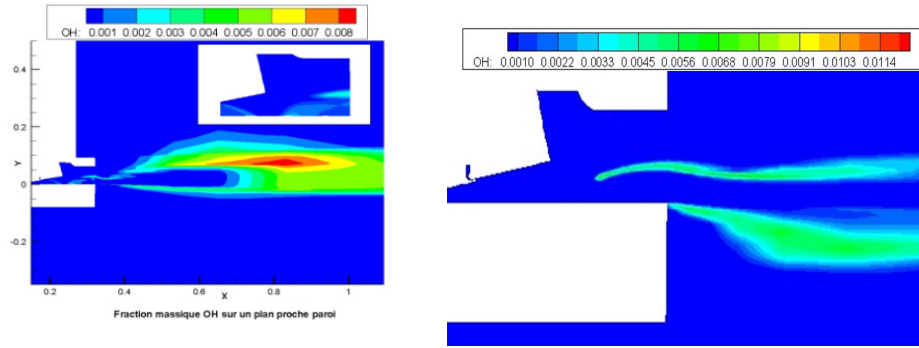 OH: 0.001 0.002 0.003 0.004 0.005 0.006 0.007 0.008
0.4
0.2
Y
0
-0.2
0.2 0.4 0.6 0.8 1
X
Fraction massique OH sur un plan proche paroi
OH: 0.0010 0.0022 0.0033 0.0045 0.0056 0.0068 0.0079 0.0091 0.0103 0.0114